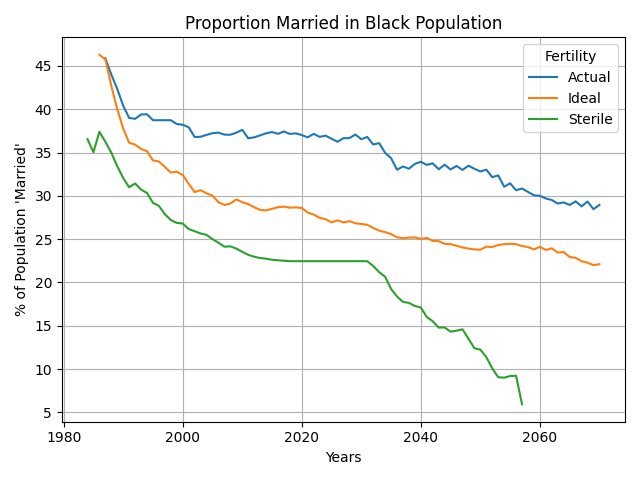 Proportion Married in Black Population
% of Population 'Married'
45
40
35
30
25
20
15
10
5
Fertility
Actual
Ideal
Sterile
1980
2000
2020
2040
2060
Years